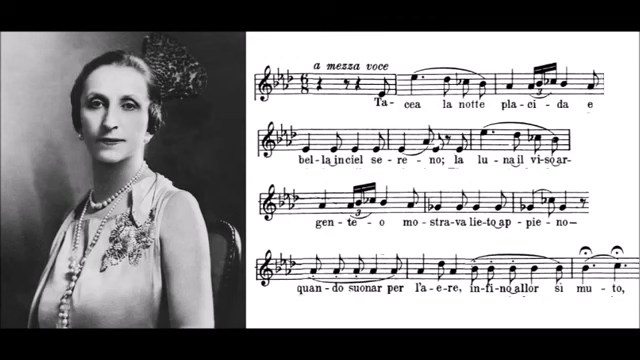 a mezza voce
Ta - cea la notte pla - ci - da e
bel - la in ciel se - re - no; la lu - na il vi - so ar -
gen - te - o mo - stra - va lie - to ap - pie - no —
quan - do suonar per l'a - e - re, in - fi - no allor sì mu - to,